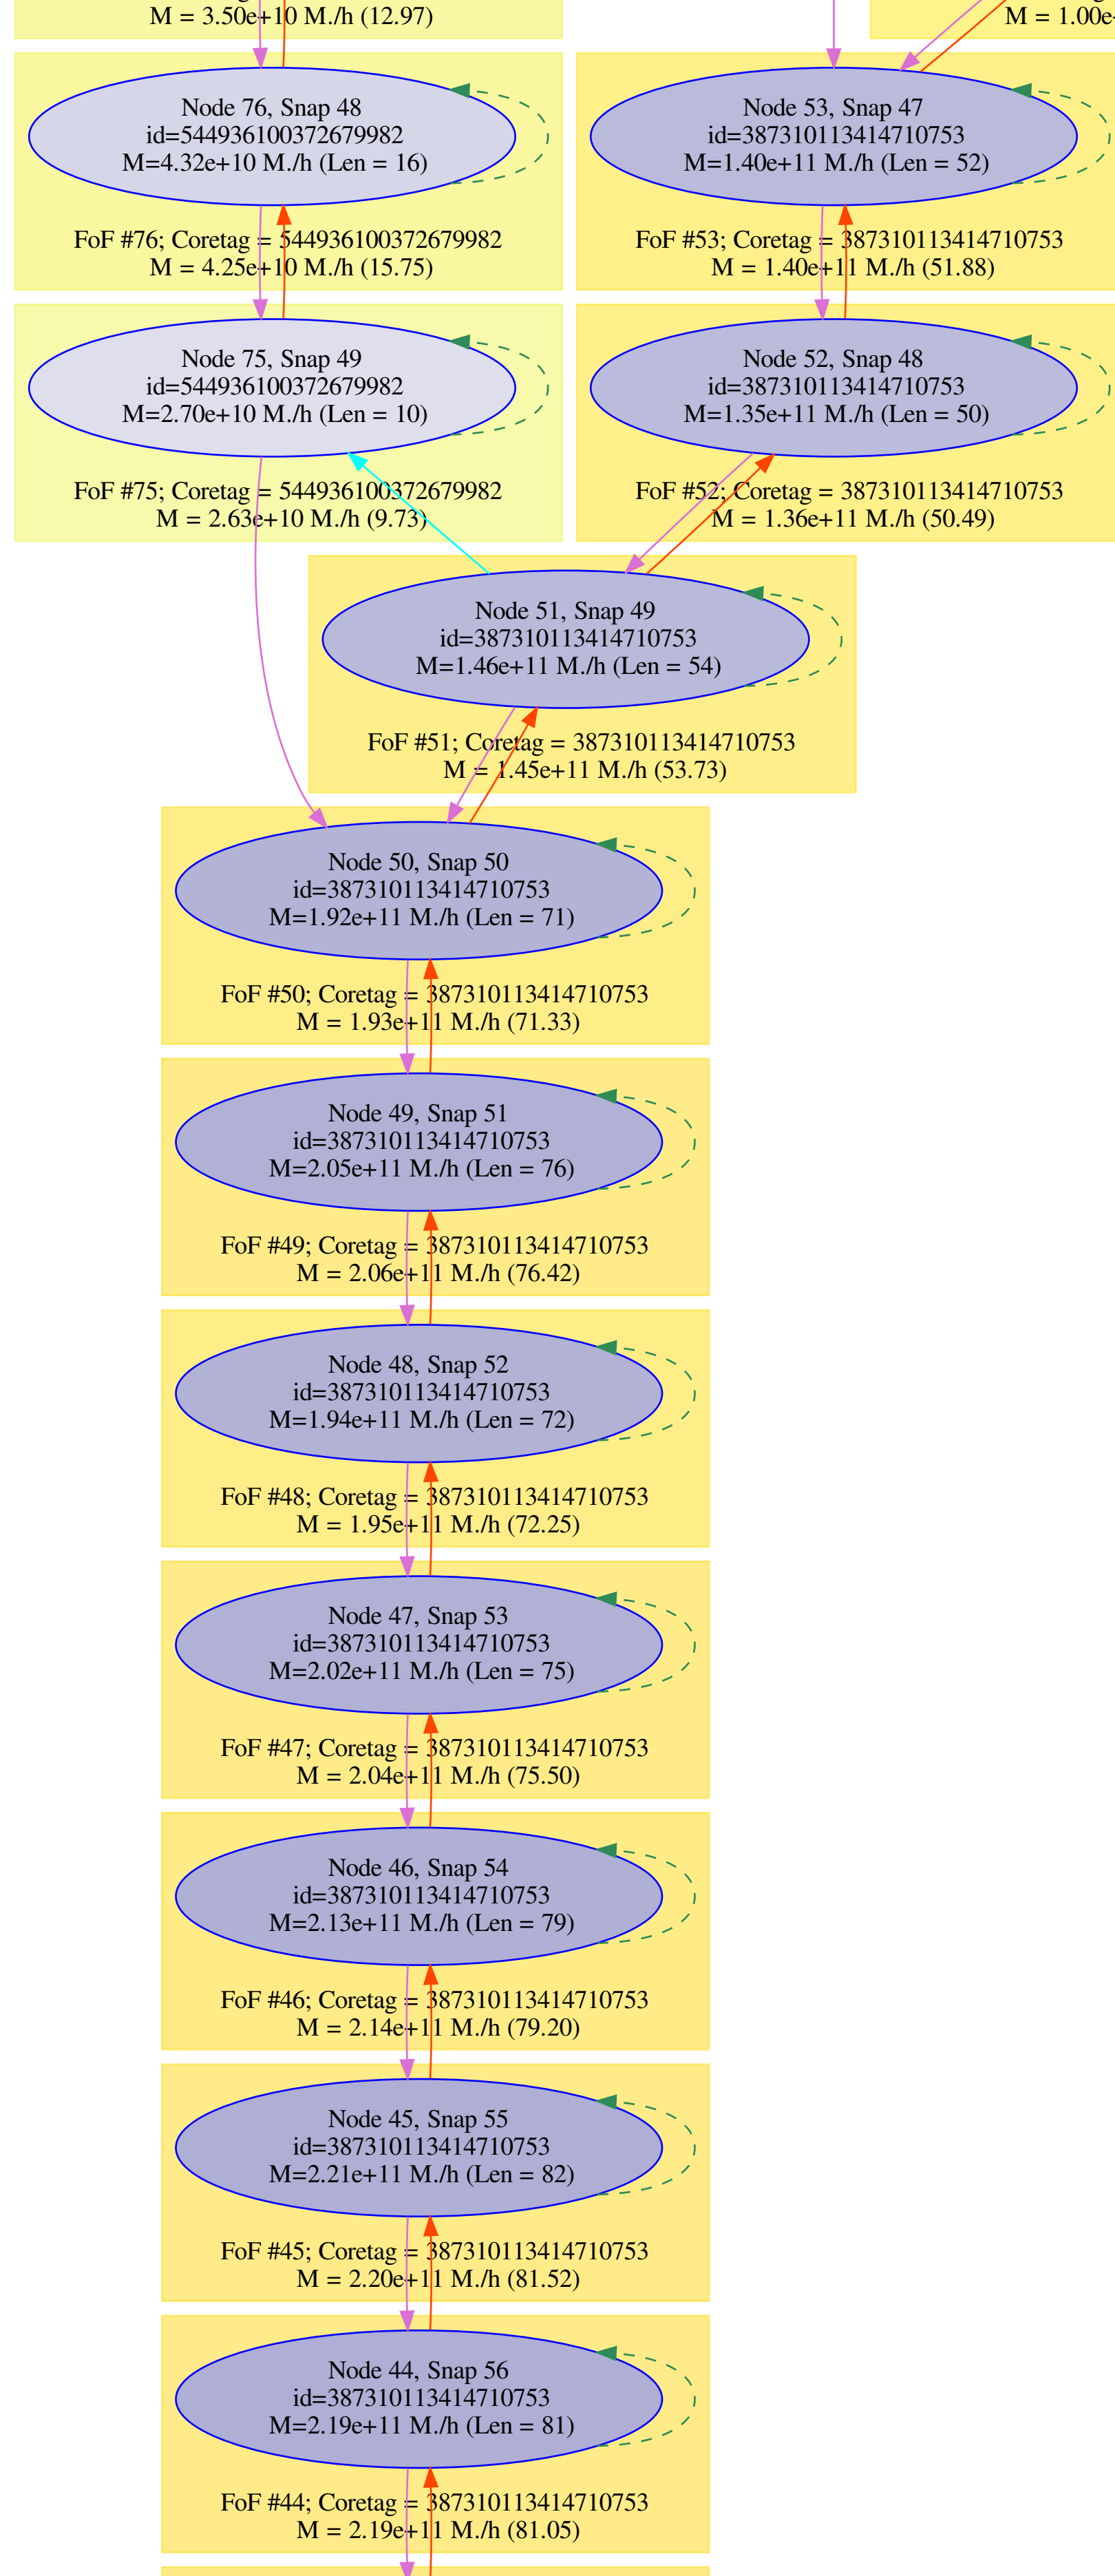 M = 3.50e+10 M./h (12.97)
M = 1.00e+
Node 76, Snap 48
id=544936100372679982
M=4.32e+10 M./h (Len = 16)
FoF #76; Coretag = 544936100372679982
M = 4.25e+10 M./h (15.75)
Node 53, Snap 47
id=387310113414710753
M=1.40e+11 M./h (Len = 52)
FoF #53; Coretag = 387310113414710753
M = 1.40e+11 M./h (51.88)
Node 75, Snap 49
id=544936100372679982
M=2.70e+10 M./h (Len = 10)
FoF #75; Coretag = 544936100372679982
M = 2.63e+10 M./h (9.73)
Node 52, Snap 48
id=387310113414710753
M=1.35e+11 M./h (Len = 50)
FoF #52; Coretag = 387310113414710753
M = 1.36e+11 M./h (50.49)
Node 51, Snap 49
id=387310113414710753
M=1.46e+11 M./h (Len = 54)
FoF #51; Coretag = 387310113414710753
M = 1.45e+11 M./h (53.73)
Node 50, Snap 50
id=387310113414710753
M=1.92e+11 M./h (Len = 71)
FoF #50; Coretag = 387310113414710753
M = 1.93e+11 M./h (71.33)
Node 49, Snap 51
id=387310113414710753
M=2.05e+11 M./h (Len = 76)
FoF #49; Coretag = 387310113414710753
M = 2.06e+11 M./h (76.42)
Node 48, Snap 52
id=387310113414710753
M=1.94e+11 M./h (Len = 72)
FoF #48; Coretag = 387310113414710753
M = 1.95e+11 M./h (72.25)
Node 47, Snap 53
id=387310113414710753
M=2.02e+11 M./h (Len = 75)
FoF #47; Coretag = 387310113414710753
M = 2.04e+11 M./h (75.50)
Node 46, Snap 54
id=387310113414710753
M=2.13e+11 M./h (Len = 79)
FoF #46; Coretag = 387310113414710753
M = 2.14e+11 M./h (79.20)
Node 45, Snap 55
id=387310113414710753
M=2.21e+11 M./h (Len = 82)
FoF #45; Coretag = 387310113414710753
M = 2.20e+11 M./h (81.52)
Node 44, Snap 56
id=387310113414710753
M=2.19e+11 M./h (Len = 81)
FoF #44; Coretag = 387310113414710753
M = 2.19e+11 M./h (81.05)